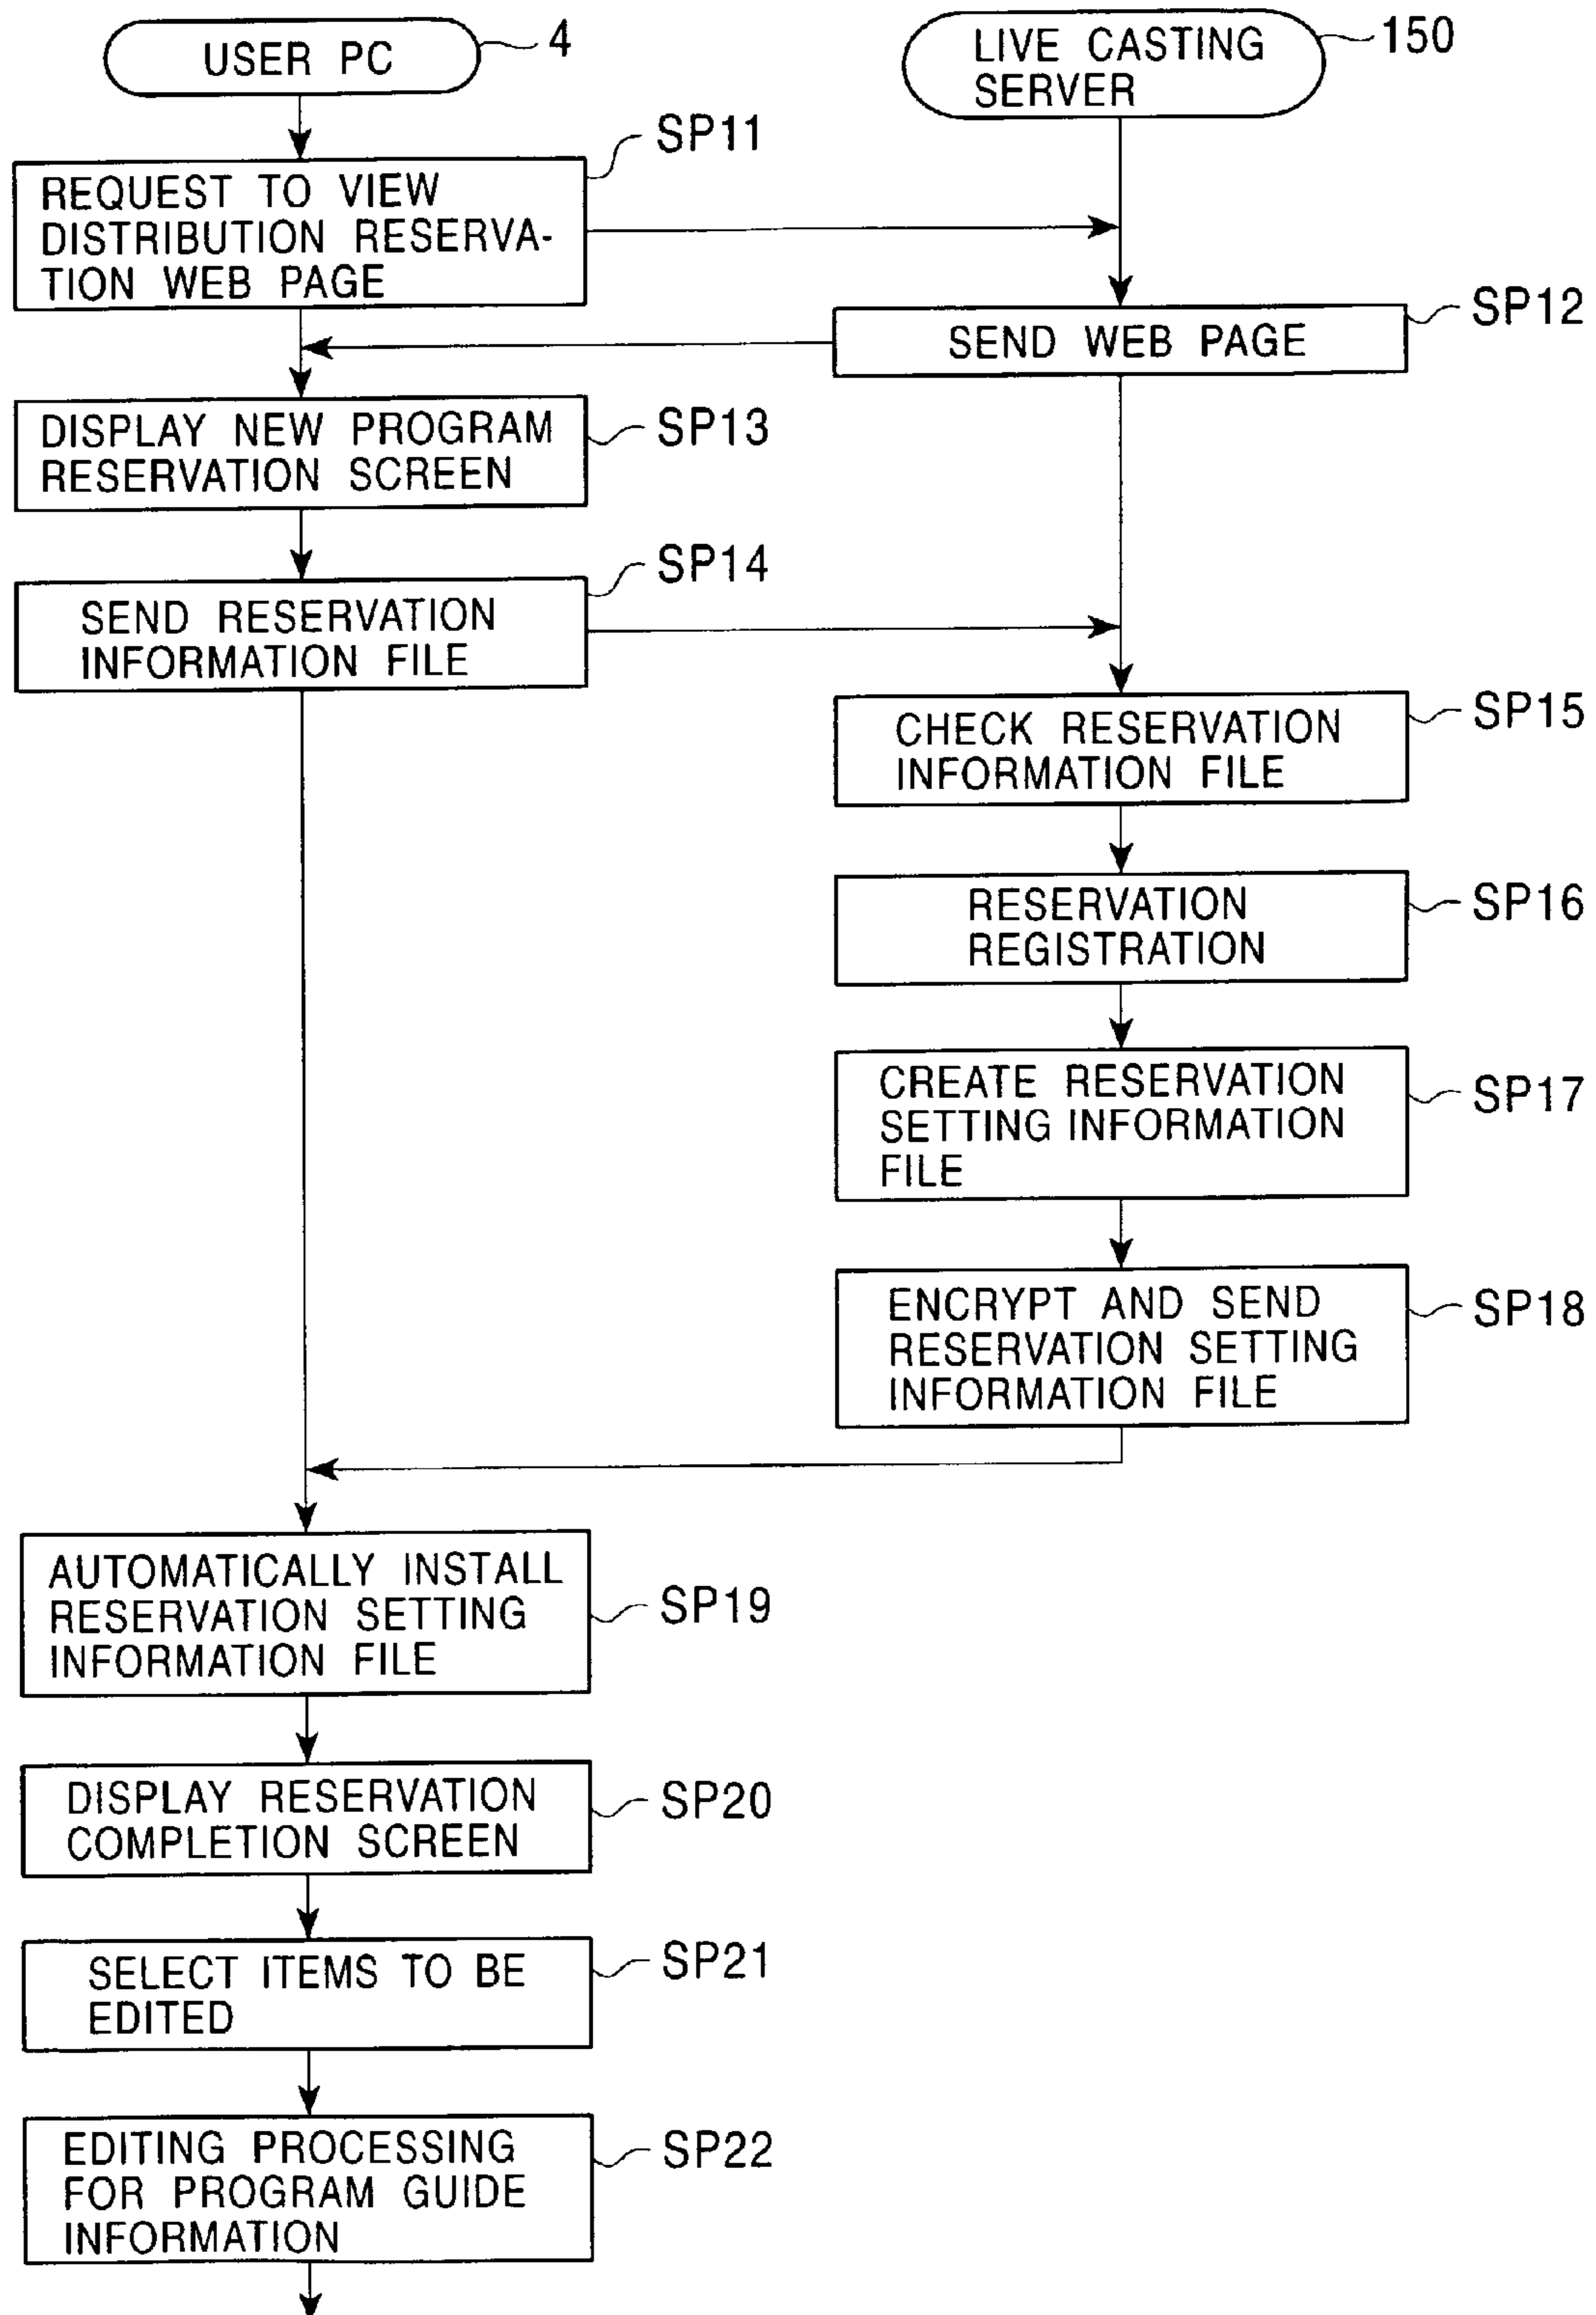 USER PC
4
LIVE CASTING
SERVER
150
SP11
REQUEST TO VIEW
DISTRIBUTION RESERVA-
TION WEB PAGE
SP12
SEND WEB PAGE
DISPLAY NEW PROGRAM
RESERVATION SCREEN
SP13
SP14
SEND RESERVATION
INFORMATION FILE
CHECK RESERVATION
INFORMATION FILE
SP15
RESERVATION
REGISTRATION
SP16
CREATE RESERVATION
SETTING INFORMATION
FILE
SP17
ENCRYPT AND SEND
RESERVATION SETTING
INFORMATION FILE
SP18
AUTOMATICALLY INSTALL
RESERVATION SETTING
INFORMATION FILE
SP19
DISPLAY RESERVATION
COMPLETION SCREEN
SP20
SELECT ITEMS TO BE
EDITED
SP21
EDITING PROCESSING
FOR PROGRAM GUIDE
INFORMATION
SP22